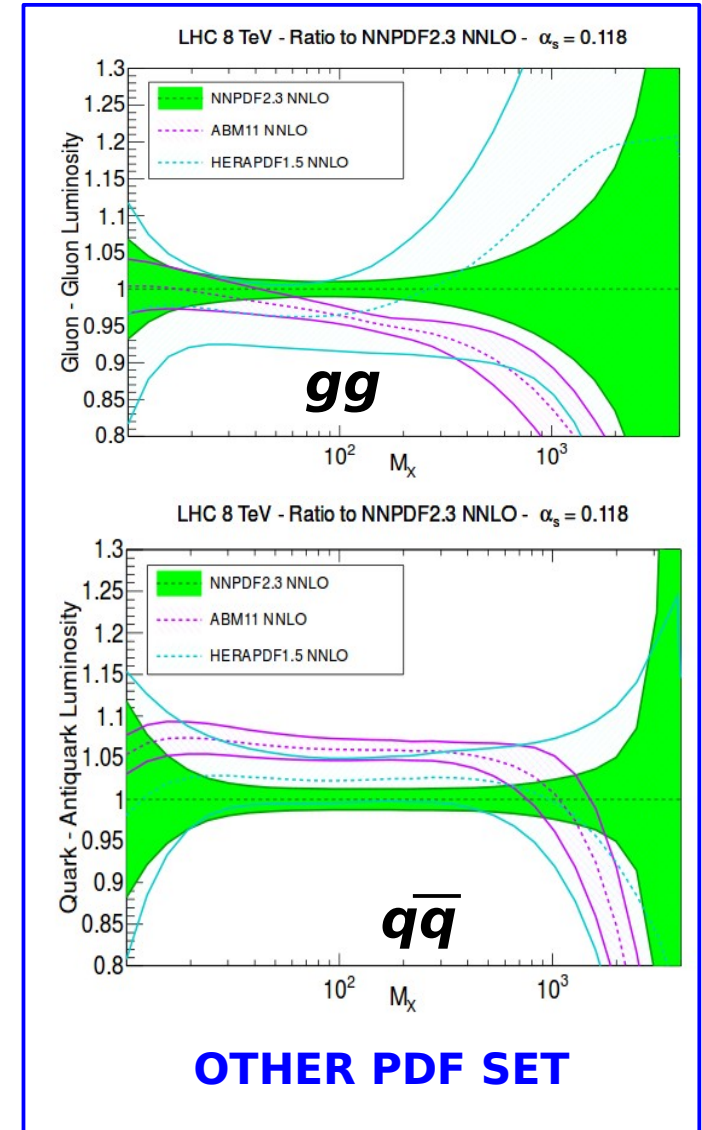 LHC 8 TeV - Ratio to NNPDF2.3 NNLO - αs = 0.118
Gluon - Gluon Luminosity
1.3
1.25
1.2
1.15
1.1
1.05
1
0.95
0.9
0.85
0.8
NNPDF2.3 NNLO
ABM11 NNLO
HERAPDF1.5 NNLO
gg
10²
10³
M_X
LHC 8 TeV - Ratio to NNPDF2.3 NNLO - αs = 0.118
Quark - Antiquark Luminosity
1.3
1.25
1.2
1.15
1.1
1.05
1
0.95
0.9
0.85
0.8
NNPDF2.3 NNLO
ABM11 NNLO
HERAPDF1.5 NNLO
qq̅
10²
10³
M_X
OTHER PDF SET